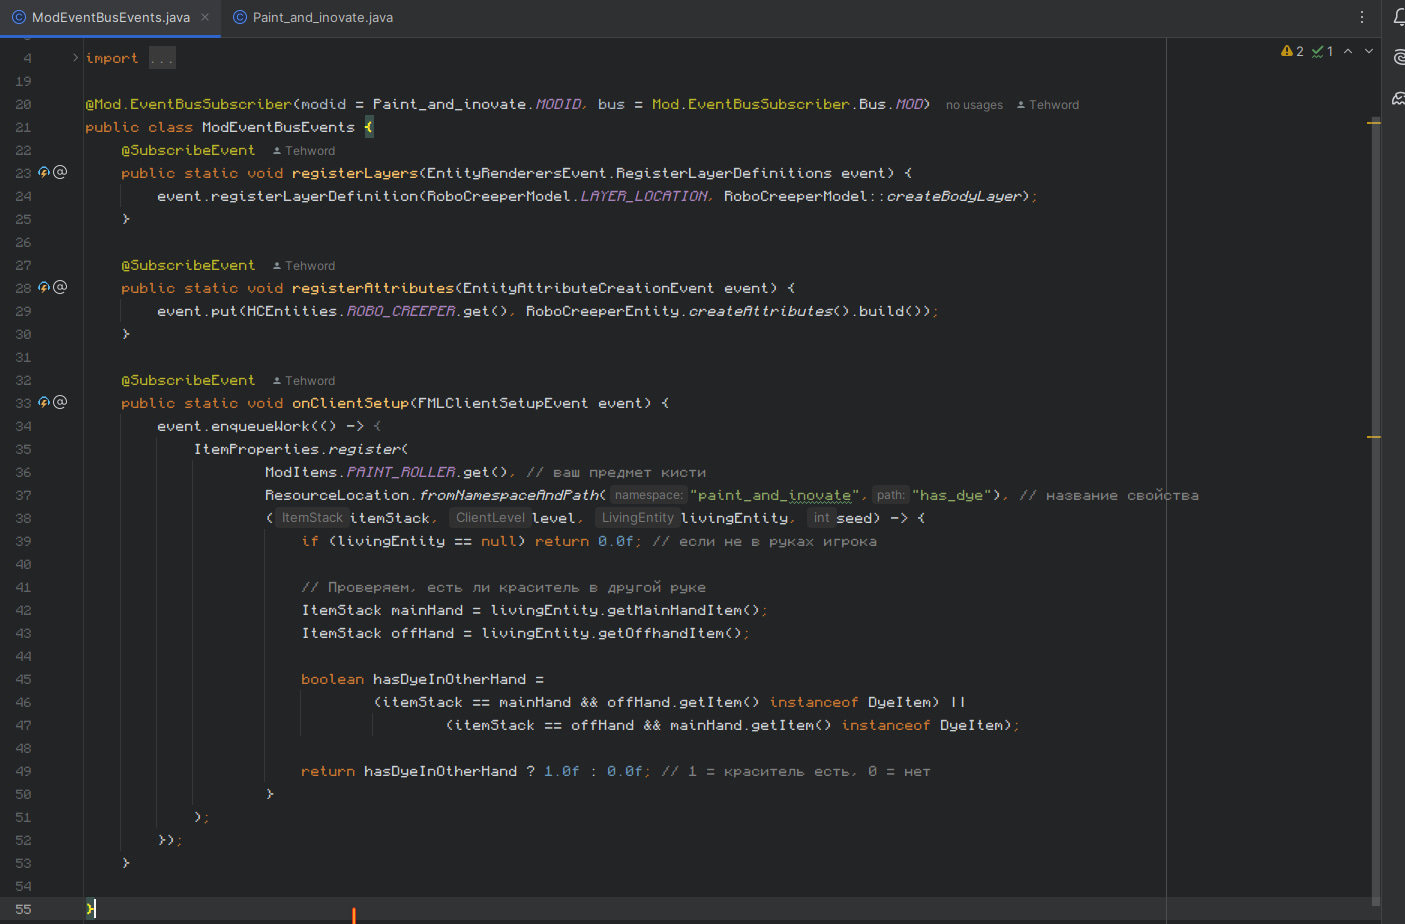 ModEventBusEvents.java
Paint_and_inovate.java
2 1
4 import ...
19
20 @Mod.EventBusSubscriber(modid = Paint_and_inovate.MODID, bus = Mod.EventBusSubscriber.Bus.MOD) no usages Tehword
21 public class ModEventBusEvents {
22 @SubscribeEvent Tehword
23 public static void registerLayers(EntityRenderersEvent.RegisterLayerDefinitions event) {
24 event.registerLayerDefinition(RoboCreeperModel.LAYER_LOCATION, RoboCreeperModel::createBodyLayer);
25 }
26
27 @SubscribeEvent Tehword
28 public static void registerAttributes(EntityAttributeCreationEvent event) {
29 event.put(HCEntities.ROBO_CREEPER.get(), RoboCreeperEntity.createAttributes().build());
30 }
31
32 @SubscribeEvent Tehword
33 public static void onClientSetup(FMLClientSetupEvent event) {
34 event.enqueueWork(() -> {
35 ItemProperties.register(
36 ModItems.PAINT_ROLLER.get(), // ваш предмет кисти
37 ResourceLocation.fromNamespaceAndPath( namespace: "paint_and_inovate", path: "has_dye"), // название свойства
38 ( ItemStack itemStack, ClientLevel level, LivingEntity livingEntity, int seed) -> {
39 if (livingEntity == null) return 0.0f; // если не в руках игрока
40
41 // Проверяем, есть ли краситель в другой руке
42 ItemStack mainHand = livingEntity.getMainHandItem();
43 ItemStack offHand = livingEntity.getOffhandItem();
44
45 boolean hasDyeInOtherHand =
46 (itemStack == mainHand && offHand.getItem() instanceof DyeItem) ||
47 (itemStack == offHand && mainHand.getItem() instanceof DyeItem);
48
49 return hasDyeInOtherHand ? 1.0f : 0.0f; // 1 = краситель есть, 0 = нет
50 }
51 );
52 });
53 }
54
55 }